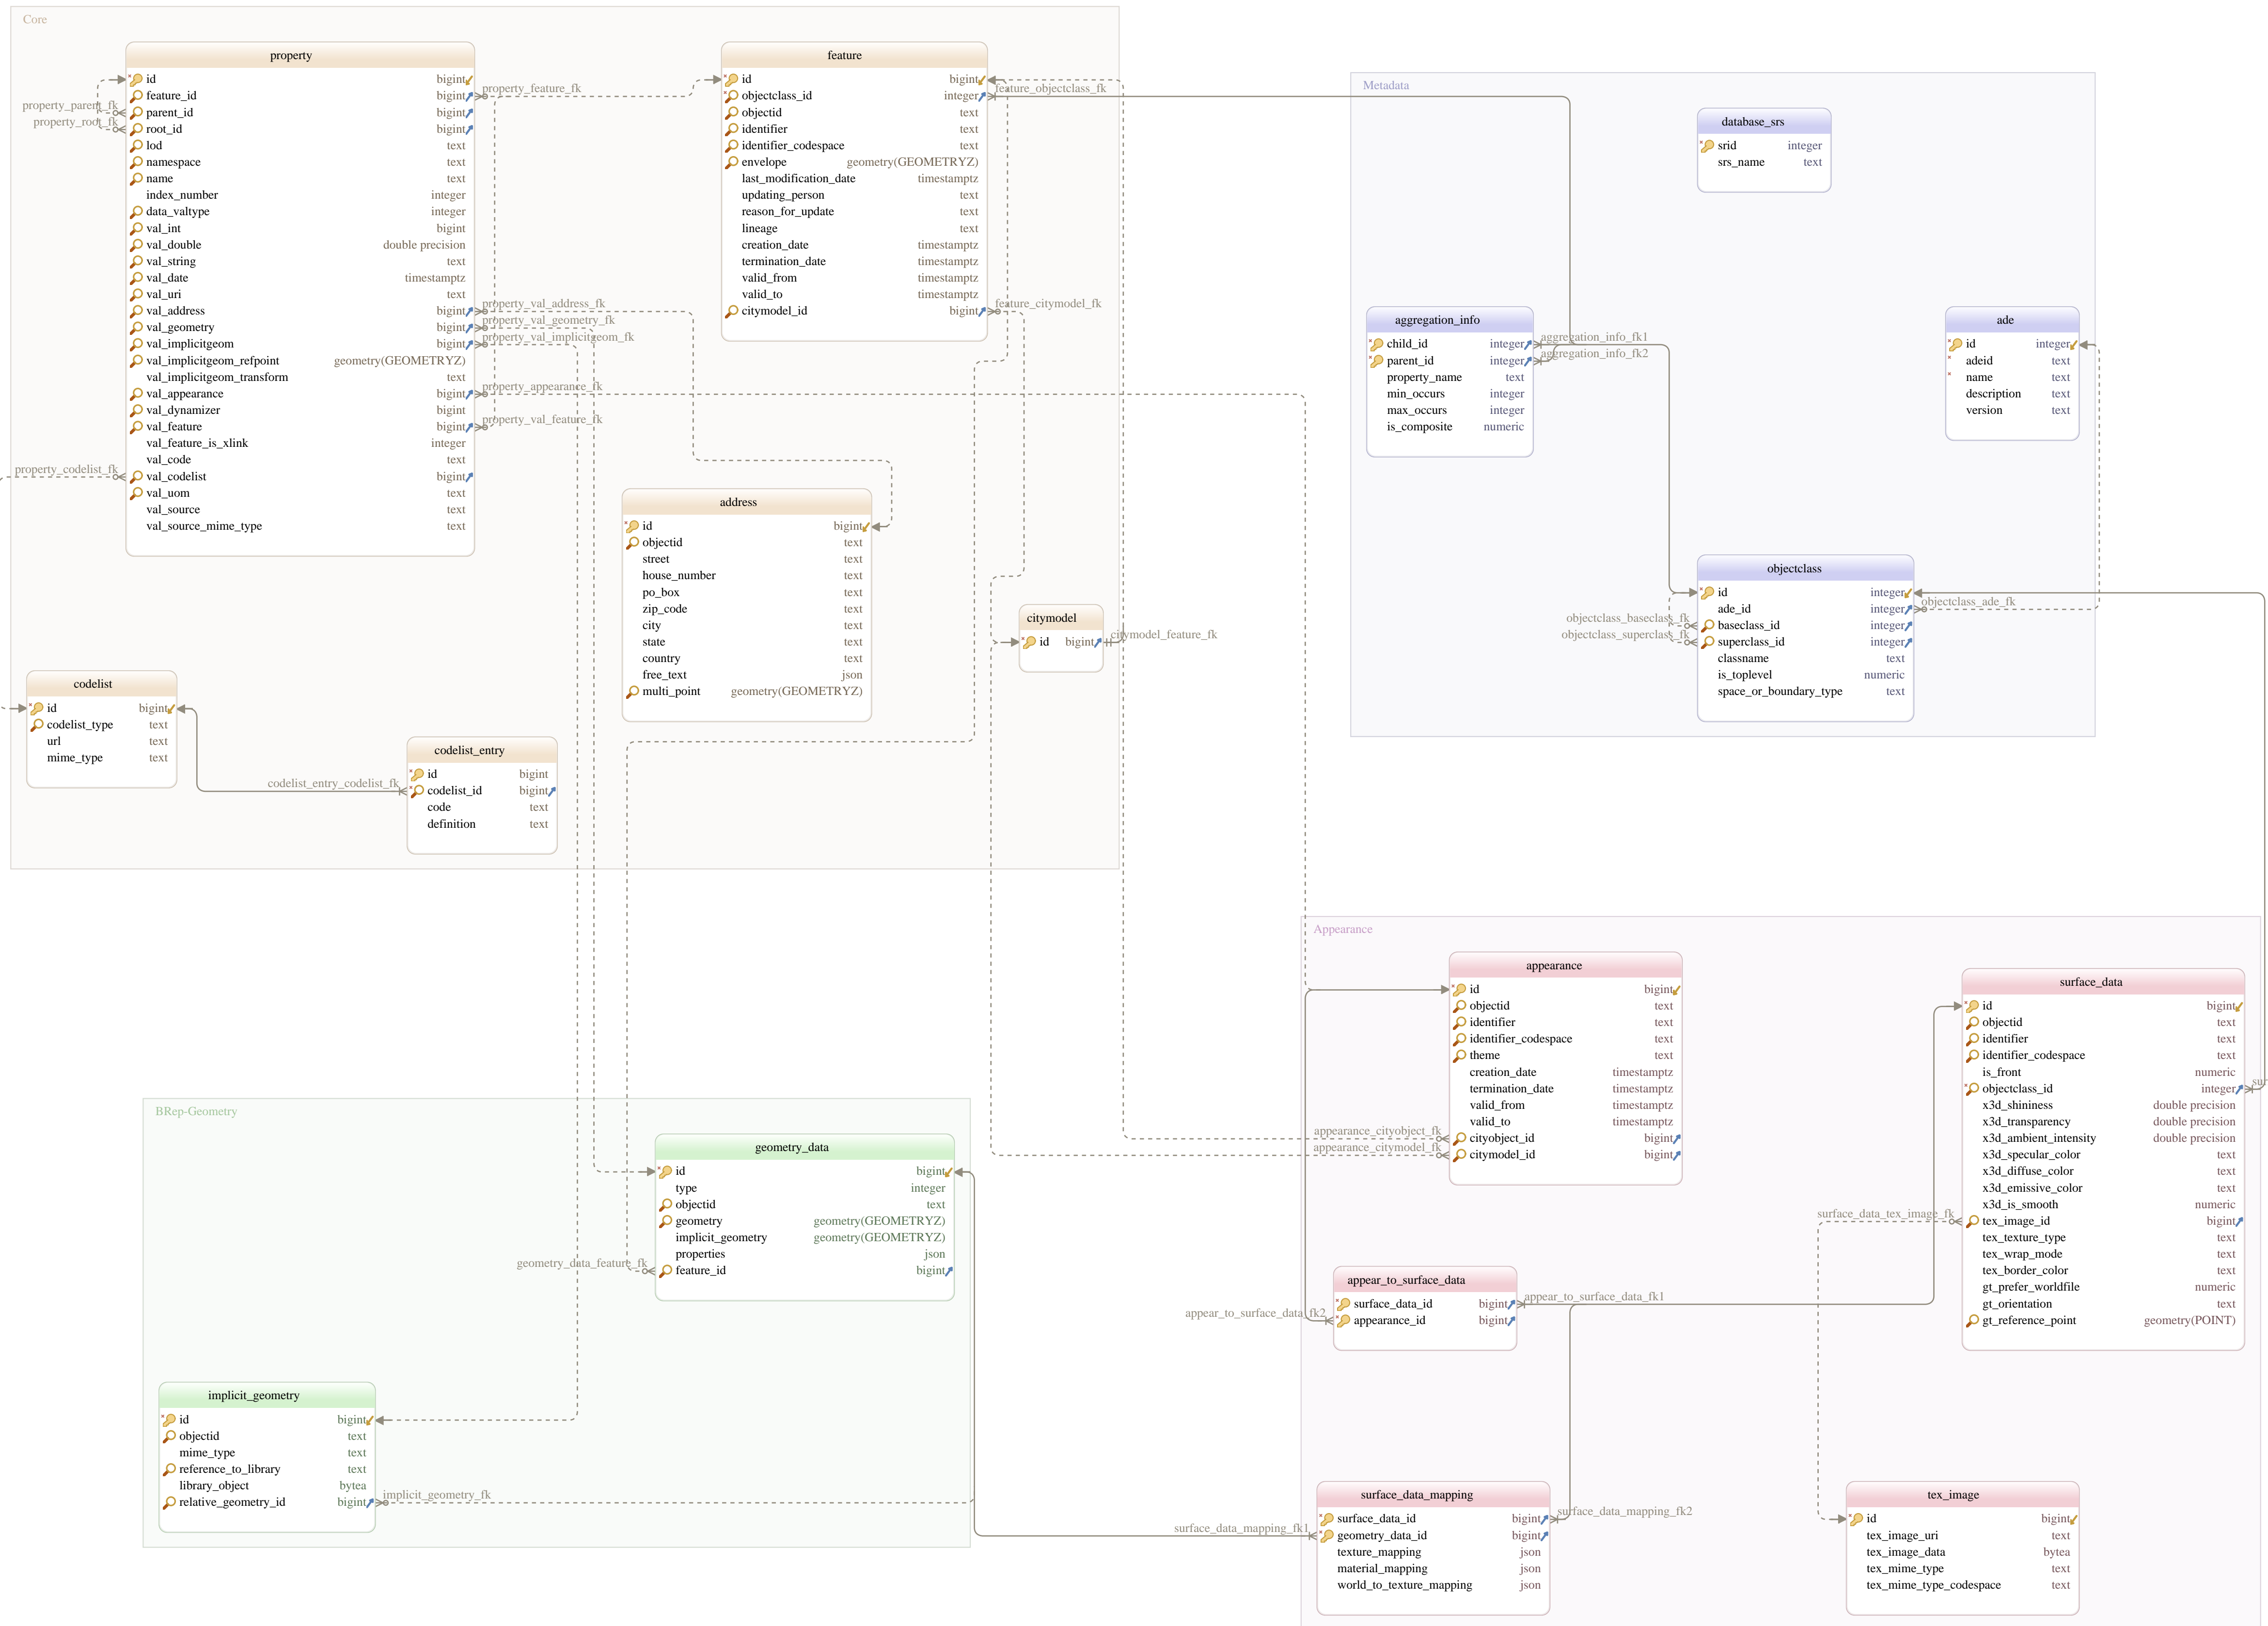 Core
property
id bigint
feature_id bigint
parent_id bigint
root_id bigint
lod text
namespace text
name text
index_number integer
data_valtype integer
val_int bigint
val_double double precision
val_string text
val_date timestamptz
val_uri text
val_address bigint
val_geometry bigint
val_implicitgeom bigint
val_implicitgeom_refpoint geometry(GEOMETRYZ)
val_implicitgeom_transform text
val_appearance bigint
val_dynamizer bigint
val_feature bigint
val_feature_is_xlink integer
val_code text
val_codelist bigint
val_uom text
val_source text
val_source_mime_type text
property_parent_fk
property_root_fk
property_codelist_fk
property_feature_fk
property_val_address_fk
property_val_geometry_fk
property_val_implicitgeom_fk
property_appearance_fk
property_val_feature_fk
feature
id bigint
objectclass_id integer
objectid text
identifier text
identifier_codespace text
envelope geometry(GEOMETRYZ)
last_modification_date timestamptz
updating_person text
reason_for_update text
lineage text
creation_date timestamptz
termination_date timestamptz
valid_from timestamptz
valid_to timestamptz
citymodel_id bigint
feature_objectclass_fk
feature_citymodel_fk
address
id bigint
objectid text
street text
house_number text
po_box text
zip_code text
city text
state text
country text
free_text json
multi_point geometry(GEOMETRYZ)
citymodel
id bigint
citymodel_feature_fk
codelist
id bigint
codelist_type text
url text
mime_type text
codelist_entry_codelist_fk
codelist_entry
id bigint
codelist_id bigint
code text
definition text
Metadata
database_srs
srid integer
srs_name text
aggregation_info
child_id integer
parent_id integer
property_name text
min_occurs integer
max_occurs integer
is_composite numeric
aggregation_info_fk1
aggregation_info_fk2
ade
id integer
adeid text
name text
description text
version text
objectclass
id integer
ade_id integer
baseclass_id integer
superclass_id integer
classname text
is_toplevel numeric
space_or_boundary_type text
objectclass_baseclass_fk
objectclass_superclass_fk
objectclass_ade_fk
BRep-Geometry
geometry_data
id bigint
type integer
objectid text
geometry geometry(GEOMETRYZ)
implicit_geometry geometry(GEOMETRYZ)
properties json
feature_id bigint
geometry_data_feature_fk
implicit_geometry
id bigint
objectid text
mime_type text
reference_to_library text
library_object bytea
relative_geometry_id bigint
implicit_geometry_fk
Appearance
appearance
id bigint
objectid text
identifier text
identifier_codespace text
theme text
creation_date timestamptz
termination_date timestamptz
valid_from timestamptz
valid_to timestamptz
cityobject_id bigint
citymodel_id bigint
appearance_cityobject_fk
appearance_citymodel_fk
surface_data
id bigint
objectid text
identifier text
identifier_codespace text
is_front numeric
objectclass_id integer
x3d_shininess double precision
x3d_transparency double precision
x3d_ambient_intensity double precision
x3d_specular_color text
x3d_diffuse_color text
x3d_emissive_color text
x3d_is_smooth numeric
tex_image_id bigint
tex_texture_type text
tex_wrap_mode text
tex_border_color text
gt_prefer_worldfile numeric
gt_orientation text
gt_reference_point geometry(POINT)
surface_data_tex_image_fk
appear_to_surface_data
surface_data_id bigint
appearance_id bigint
appear_to_surface_data_fk1
appear_to_surface_data_fk2
surface_data_mapping
surface_data_id bigint
geometry_data_id bigint
texture_mapping json
material_mapping json
world_to_texture_mapping json
surface_data_mapping_fk1
surface_data_mapping_fk2
tex_image
id bigint
tex_image_uri text
tex_image_data bytea
tex_mime_type text
tex_mime_type_codespace text